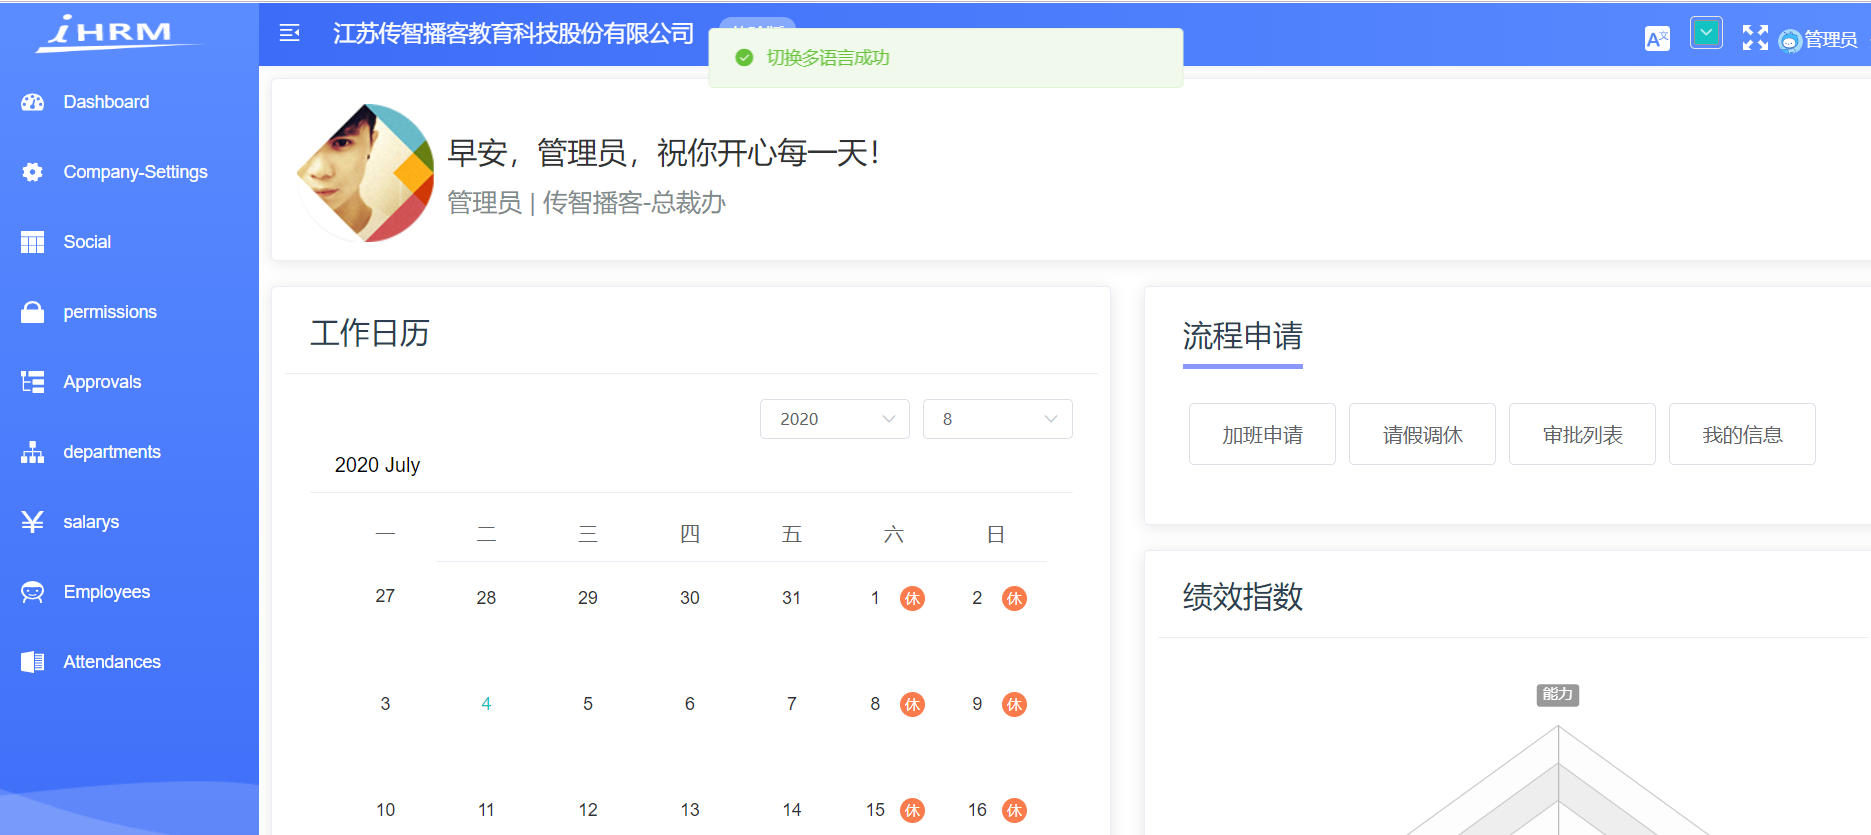 iHRM
江苏传智播客教育科技股份有限公司
管理员
切换多语言成功
Dashboard
Company-Settings
Social
permissions
Approvals
departments
salarys
Employees
Attendances
早安，管理员，祝你开心每一天！
管理员 | 传智播客-总裁办
工作日历
2020 8
2020 July
一 二 三 四 五 六 日
27 28 29 30 31 1 休 2 休
3 4 5 6 7 8 休 9 休
10 11 12 13 14 15 休 16 休
流程申请
加班申请 请假调休 审批列表 我的信息
绩效指数
能力